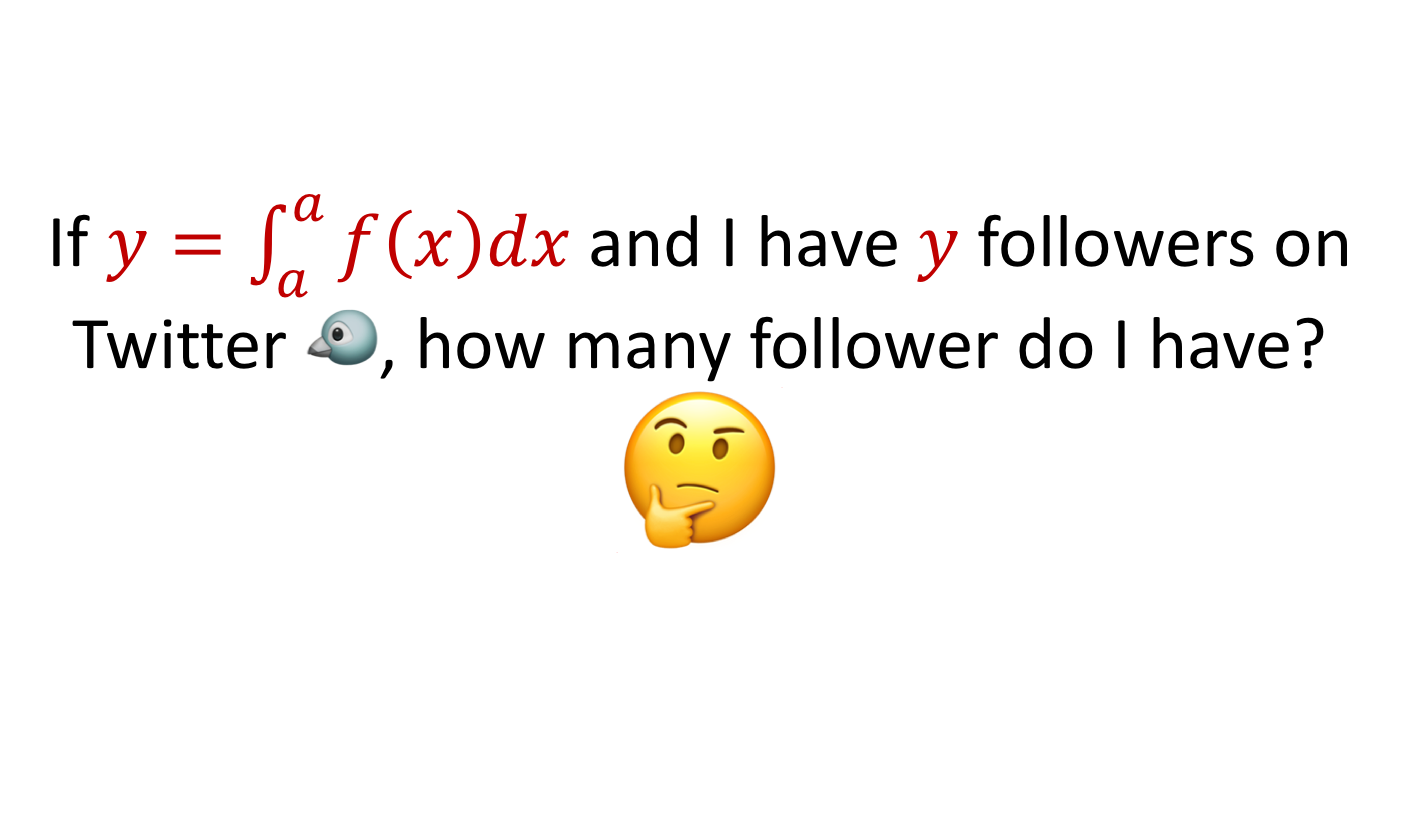 If y = ∫ₐᵃ f(x)dx and I have y followers on
Twitter 🐦, how many follower do I have?